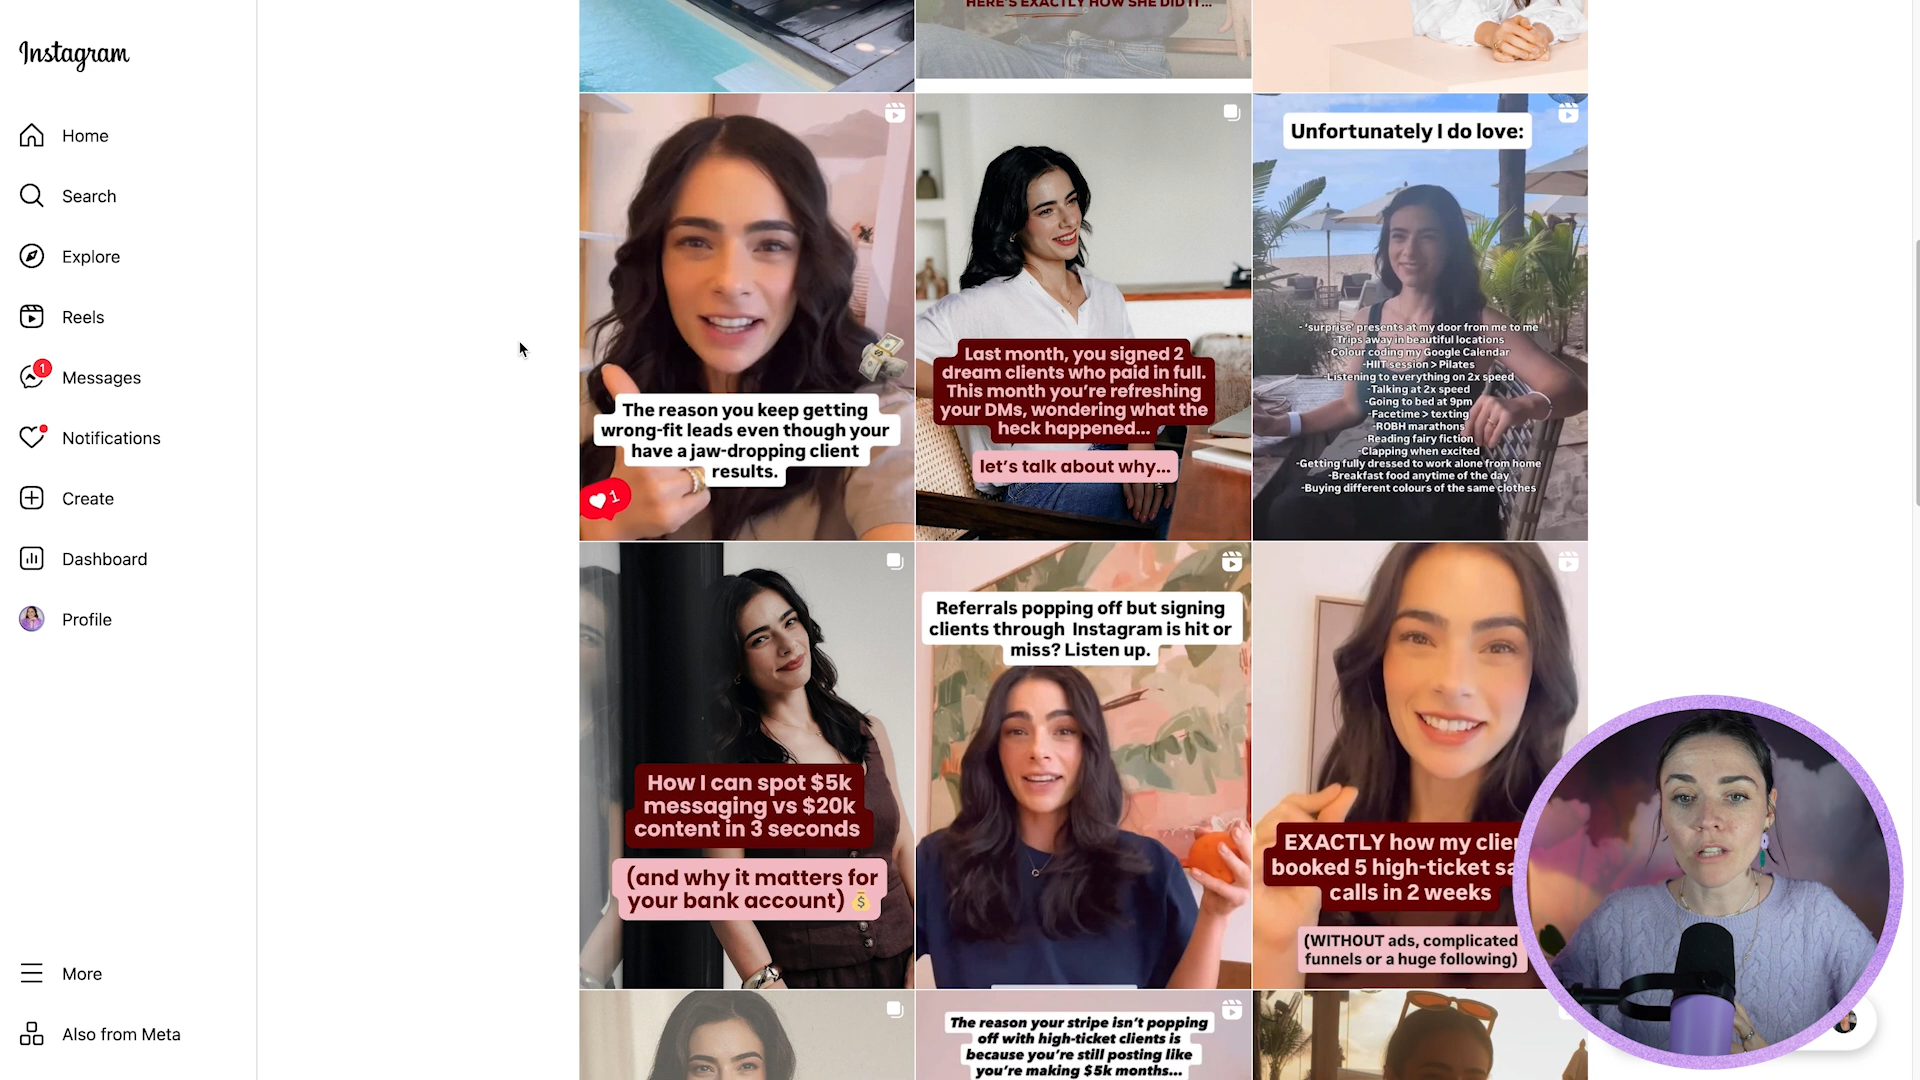 Instagram
Home
Search
Explore
Reels
1
Messages
Notifications
Create
Dashboard
Profile
More
Also from Meta
HERE'S EXACTLY HOW SHE DID IT...
The reason you keep getting
wrong-fit leads even though your
have a jaw-dropping client
results.
1
Last month, you signed 2
dream clients who paid in full.
This month you're refreshing
your DMs, wondering what the
heck happened...
let's talk about why...
Unfortunately I do love:
- 'surprise' presents at my door from me to me
-Trips away in beautiful locations
-Colour coding my Google Calendar
-HIIT session > Pilates
-Listening to everything on 2x speed
-Talking at 2x speed
-Going to bed at 9pm
-Facetime > texting
-ROBH marathons
-Reading fairy fiction
-Clapping when excited
-Getting fully dressed to work alone from home
-Breakfast food anytime of the day
-Buying different colours of the same clothes
How I can spot $5k
messaging vs $20k
content in 3 seconds
(and why it matters for
your bank account)
Referrals popping off but signing
clients through Instagram is hit or
miss? Listen up.
EXACTLY how my
booked 5 high-ticket
calls in 2 weeks
(WITHOUT ads, complicated
funnels or a huge following)
The reason your stripe isn't popping
off with high-ticket clients is
because you're still posting like
you're making $5k months...